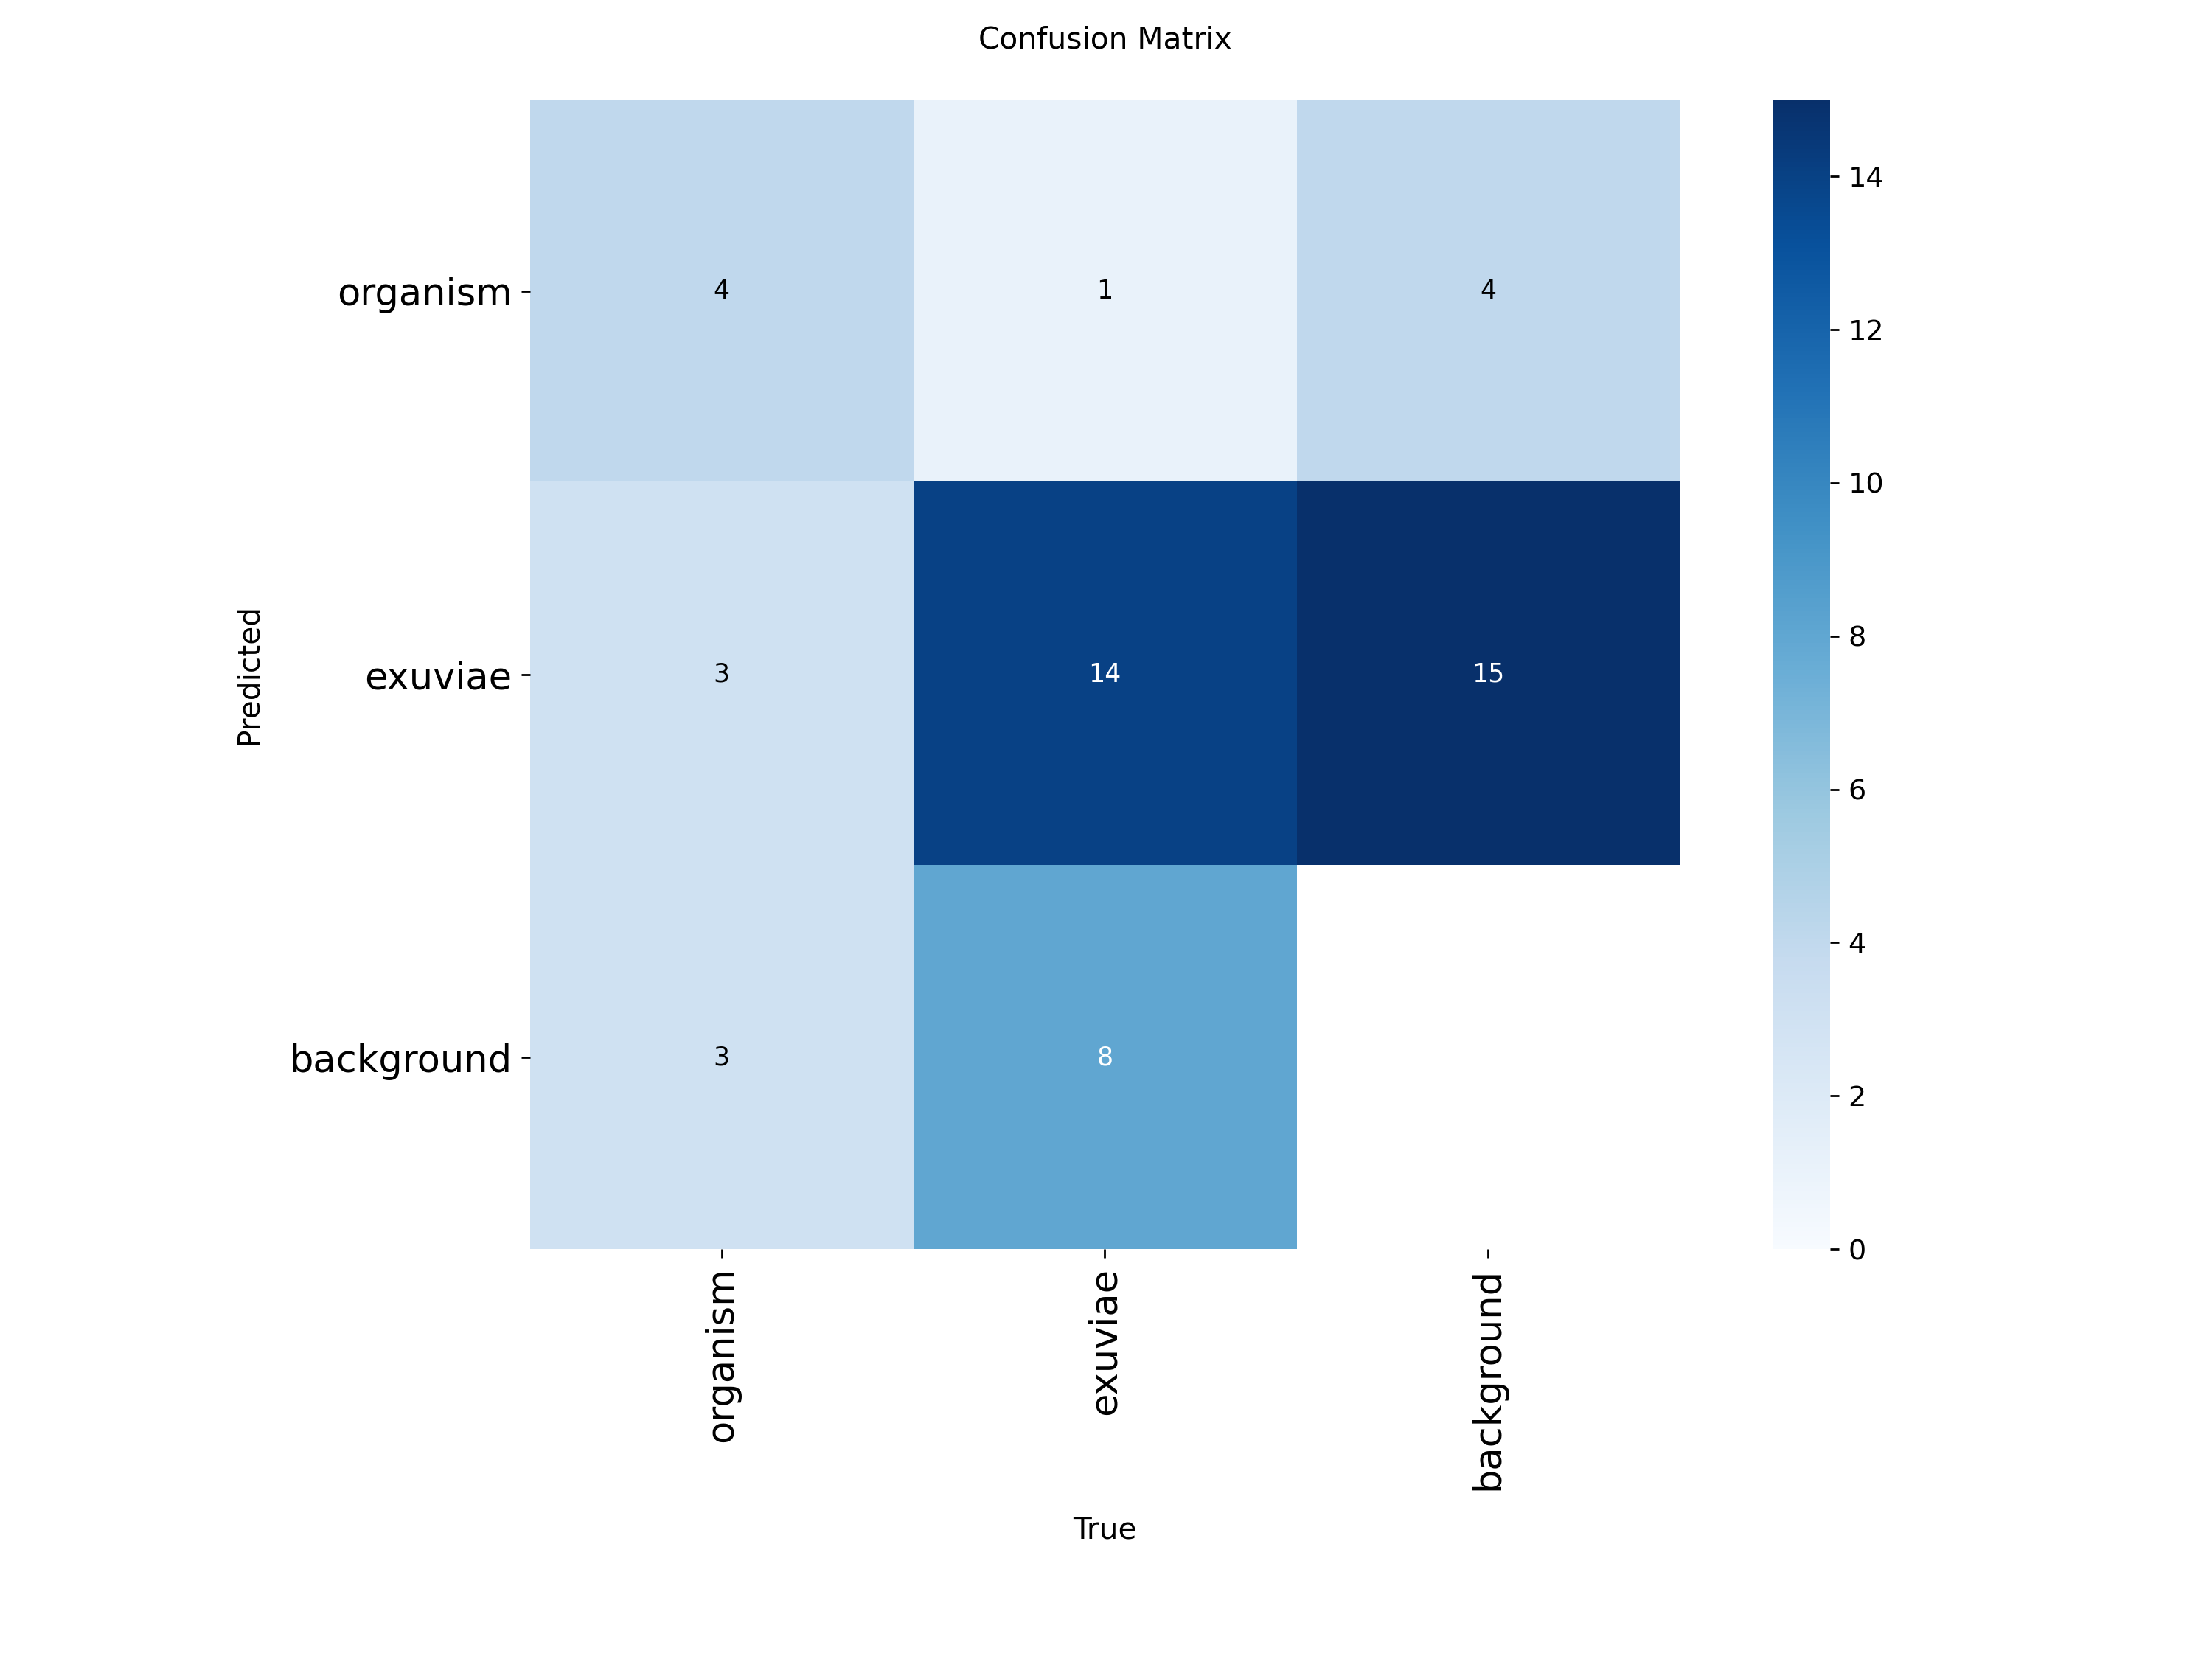 Confusion Matrix
Predicted
organism
4
1
4
exuviae
3
14
15
background
3
8
organism
exuviae
background
True
14
12
10
8
6
4
2
0